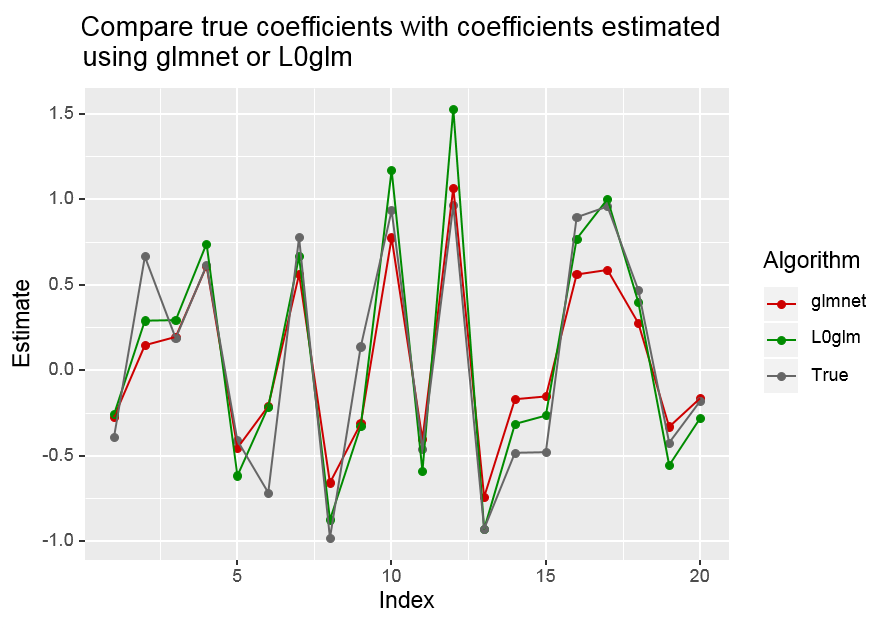 Compare true coefficients with coefficients estimated
using glmnet or L0glm
1.5
1.0
0.5
0.0
-0.5
-1.0
Estimate
5
10
15
20
Index
Algorithm
glmnet
L0glm
True